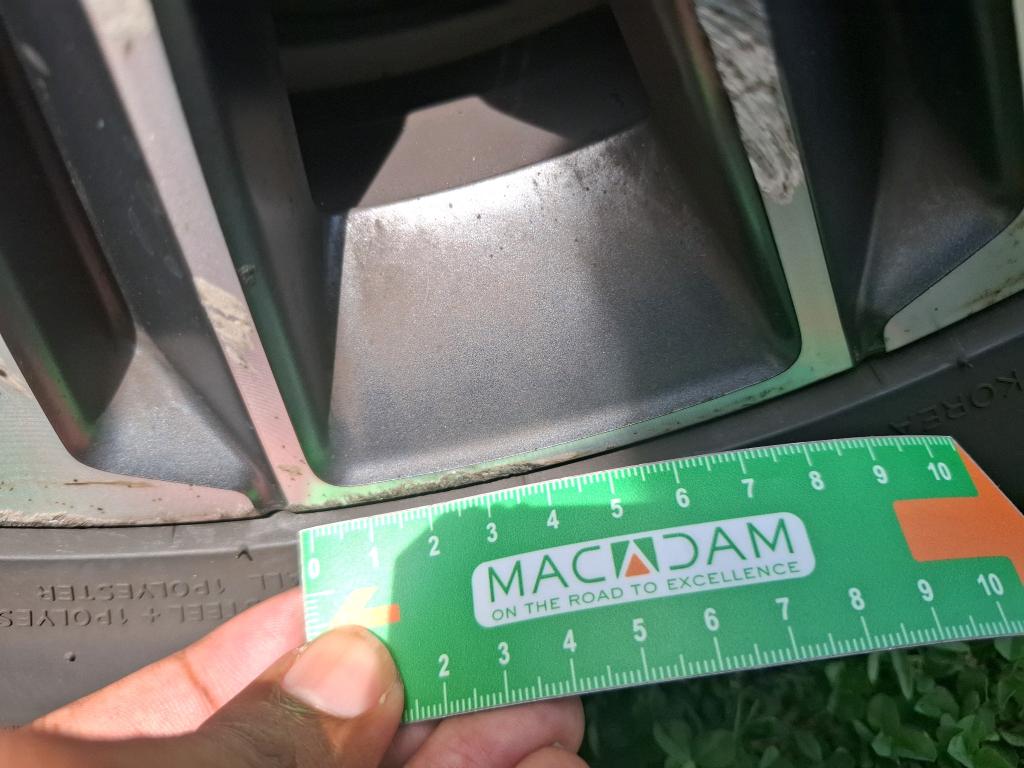 KOREA
0 1 2 3 4 5 6 7 8 9 10
MACADAM
ON THE ROAD TO EXCELLENCE
2 3 4 5 6 7 8 9 10
STEEL + 1POLYESTER
1POLYESTER